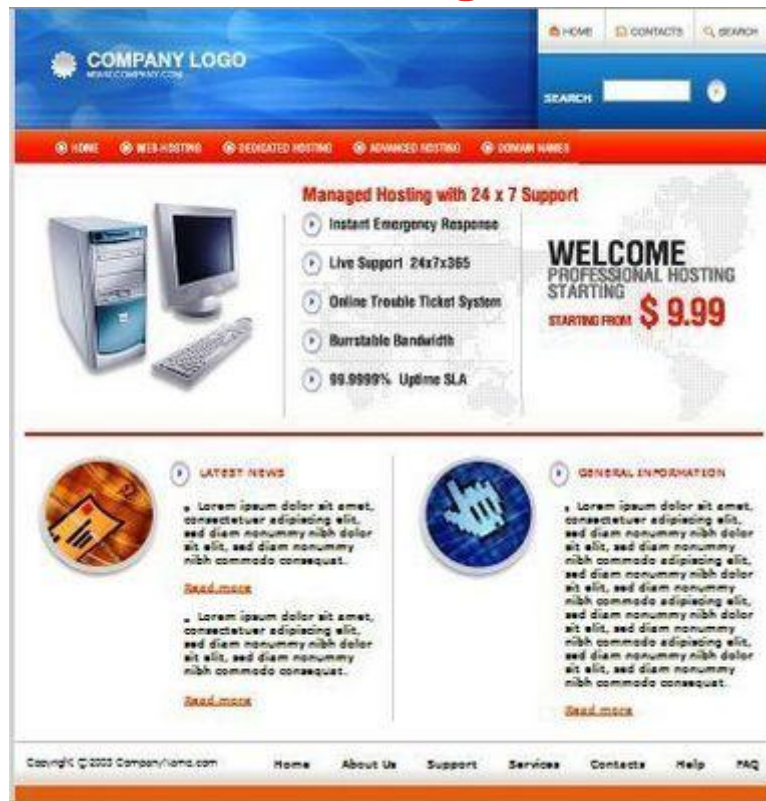 HOME CONTACTS SEARCH
COMPANY LOGO
SEARCH
HOME WEB-HOSTING DEDICATED HOSTING ADVANCED HOSTING DOMAIN NAMES
Managed Hosting with 24 x 7 Support
Instant Emergency Response
Live Support 24x7x365
Online Trouble Ticket System
Burrstable Bandwidth
99.9999% Uptime SLA
WELCOME
PROFESSIONAL HOSTING
STARTING
STARTING FROM $ 9.99
LATEST NEWS
Lorem ipsum dolor sit amet,
consectetuer adipiscing elit,
sed diam nonummy nibh dolor
sit elit, sed diam nonummy
nibh commodo consequat.
Read more
Lorem ipsum dolor sit amet,
consectetuer adipiscing elit,
sed diam nonummy nibh dolor
sit elit, sed diam nonummy
nibh commodo consequat.
Read more
GENERAL INFORMATION
Lorem ipsum dolor sit amet,
consectetuer adipiscing elit,
sed diam nonummy nibh dolor
sit elit, sed diam nonummy
nibh commodo adipiscing elit,
sed diam nonummy nibh dolor
sit elit, sed diam nonummy
nibh commodo adipiscing elit,
sed diam nonummy nibh dolor
sit elit, sed diam nonummy
nibh commodo adipiscing elit,
sed diam nonummy nibh dolor
sit elit, sed diam nonummy
nibh commodo consequat.
Read more
Copyright © 2003 CompanyName.com
Home About Us Support Services Contacts Help FAQ